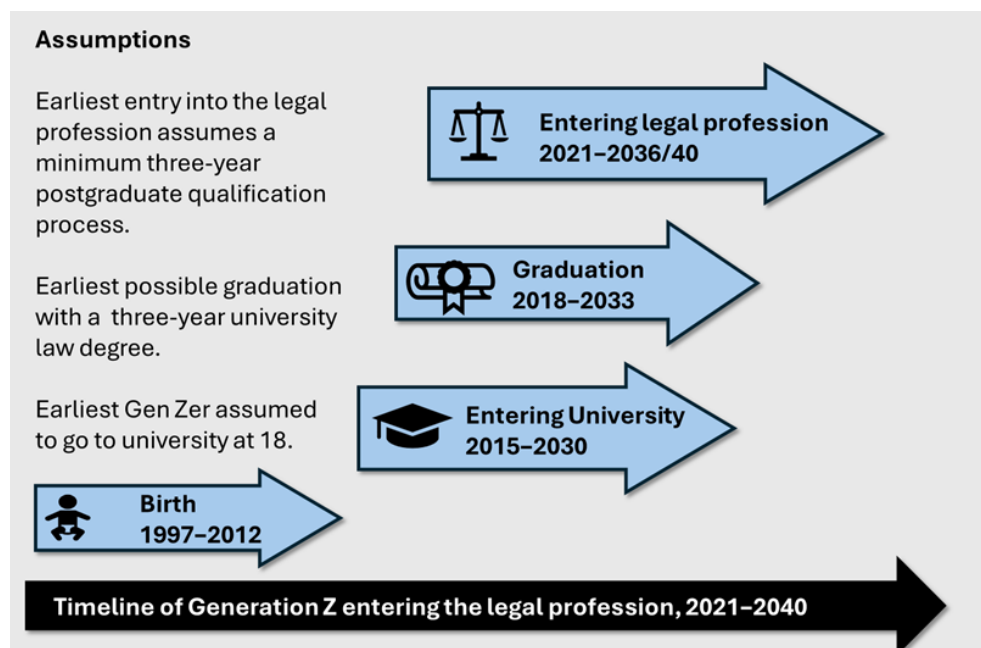 Assumptions
Earliest entry into the legal
profession assumes a
minimum three-year
postgraduate qualification
process.
Earliest possible graduation
with a three-year university
law degree.
Earliest Gen Zer assumed
to go to university at 18.
Entering legal profession
2021–2036/40
Graduation
2018–2033
Entering University
2015–2030
Birth
1997–2012
Timeline of Generation Z entering the legal profession, 2021–2040